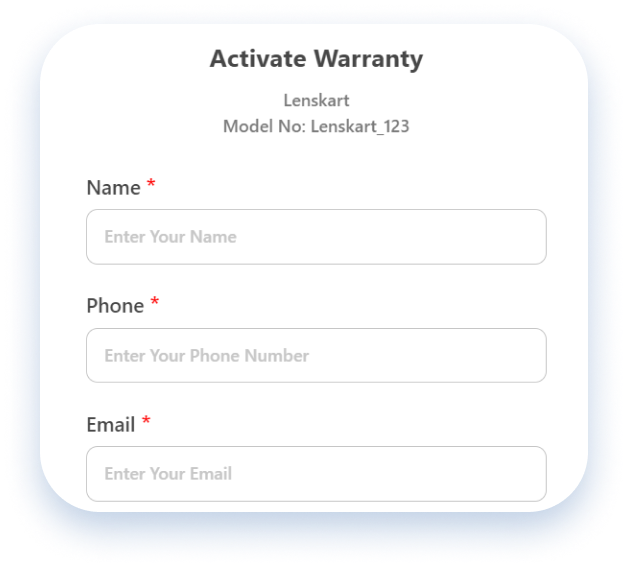 Activate Warranty
Lenskart
Model No: Lenskart_123
Name *
Enter Your Name
Phone *
Enter Your Phone Number
Email *
Enter Your Email